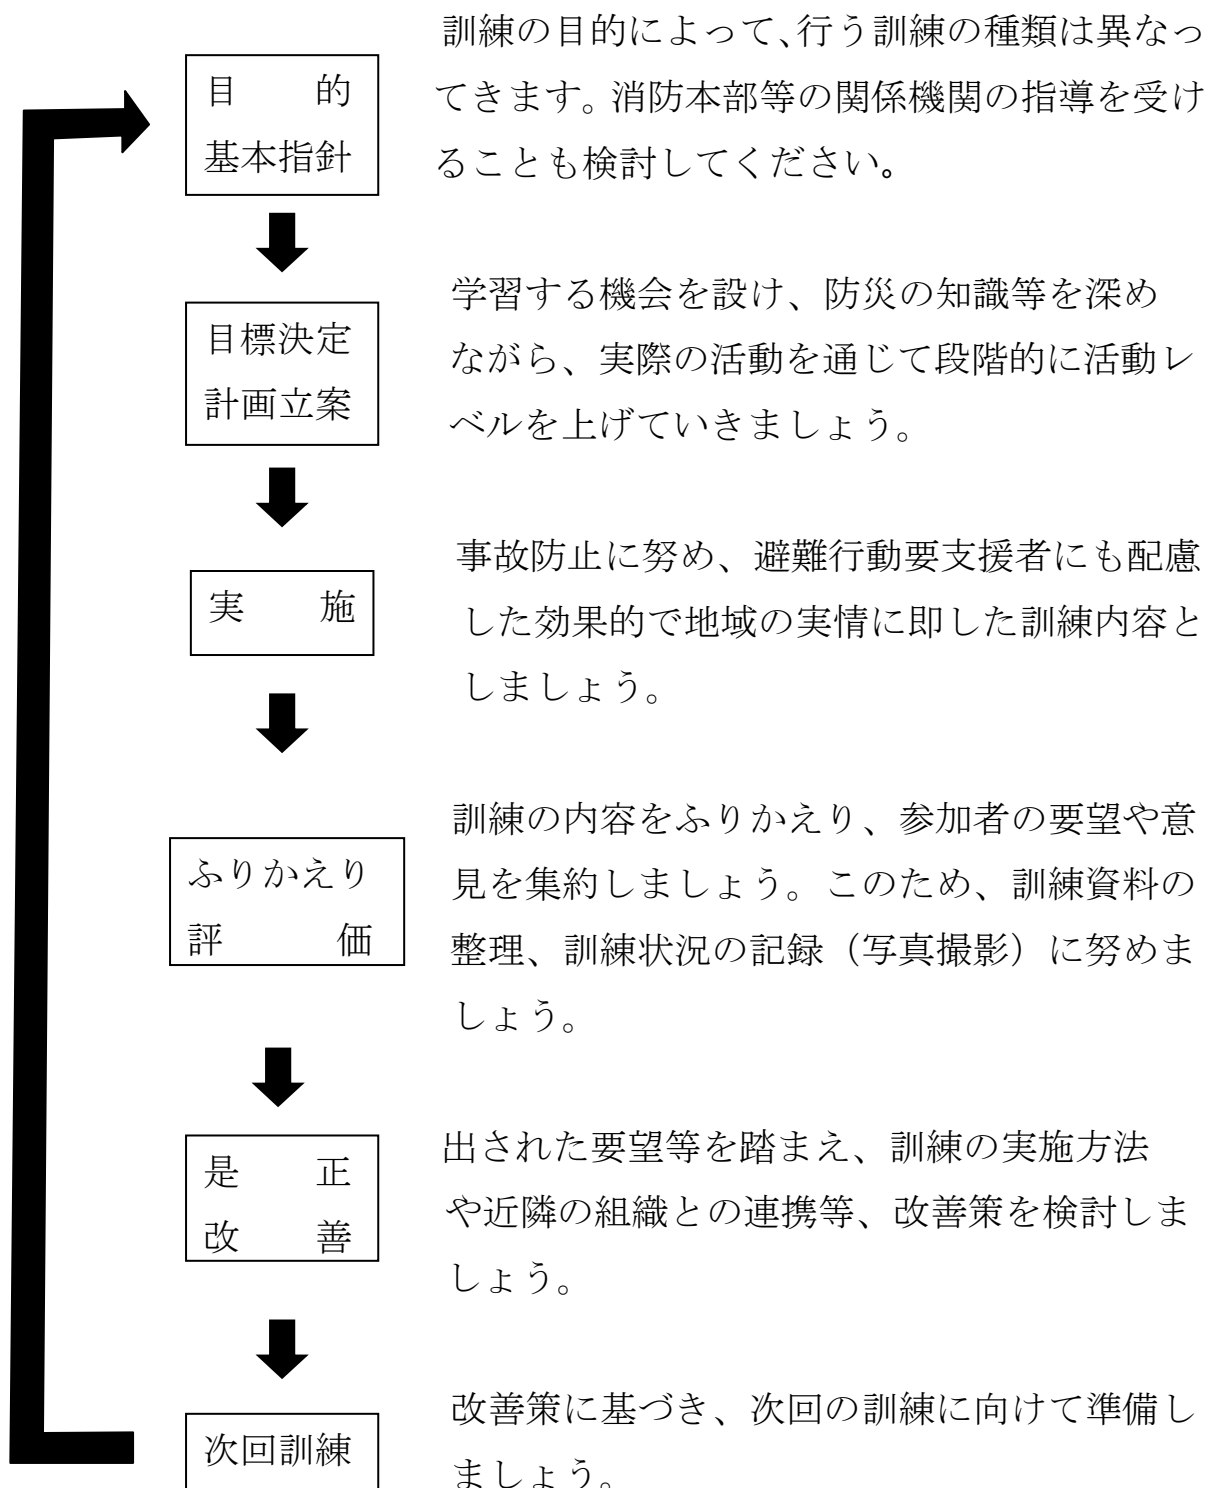 目　　的
基本指針
訓練の目的によって、行う訓練の種類は異なっ
てきます。消防本部等の関係機関の指導を受け
ることも検討してください。
目標決定
計画立案
学習する機会を設け、防災の知識等を深め
ながら、実際の活動を通じて段階的に活動レ
ベルを上げていきましょう。
実　　施
事故防止に努め、避難行動要支援者にも配慮
した効果的で地域の実情に即した訓練内容と
しましょう。
ふりかえり
評　　　価
訓練の内容をふりかえり、参加者の要望や意
見を集約しましょう。このため、訓練資料の
整理、訓練状況の記録（写真撮影）に努めま
しょう。
是　　正
改　　善
出された要望等を踏まえ、訓練の実施方法
や近隣の組織との連携等、改善策を検討しま
しょう。
次回訓練
改善策に基づき、次回の訓練に向けて準備し
ましょう。